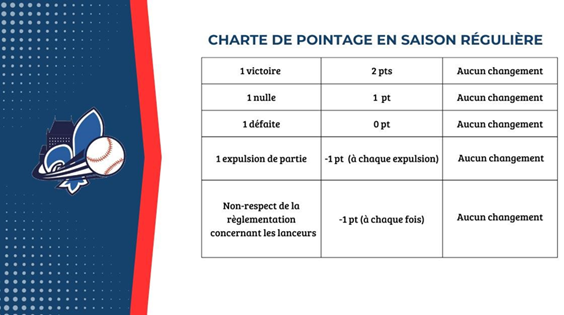 CHARTE DE POINTAGE EN SAISON RÉGULIÈRE
1 victoire 2 pts Aucun changement
1 nulle 1 pt Aucun changement
1 défaite 0 pt Aucun changement
1 expulsion de partie -1 pt (à chaque expulsion) Aucun changement
Non-respect de la
règlementation
concernant les lanceurs
-1 pt (à chaque fois)
Aucun changement